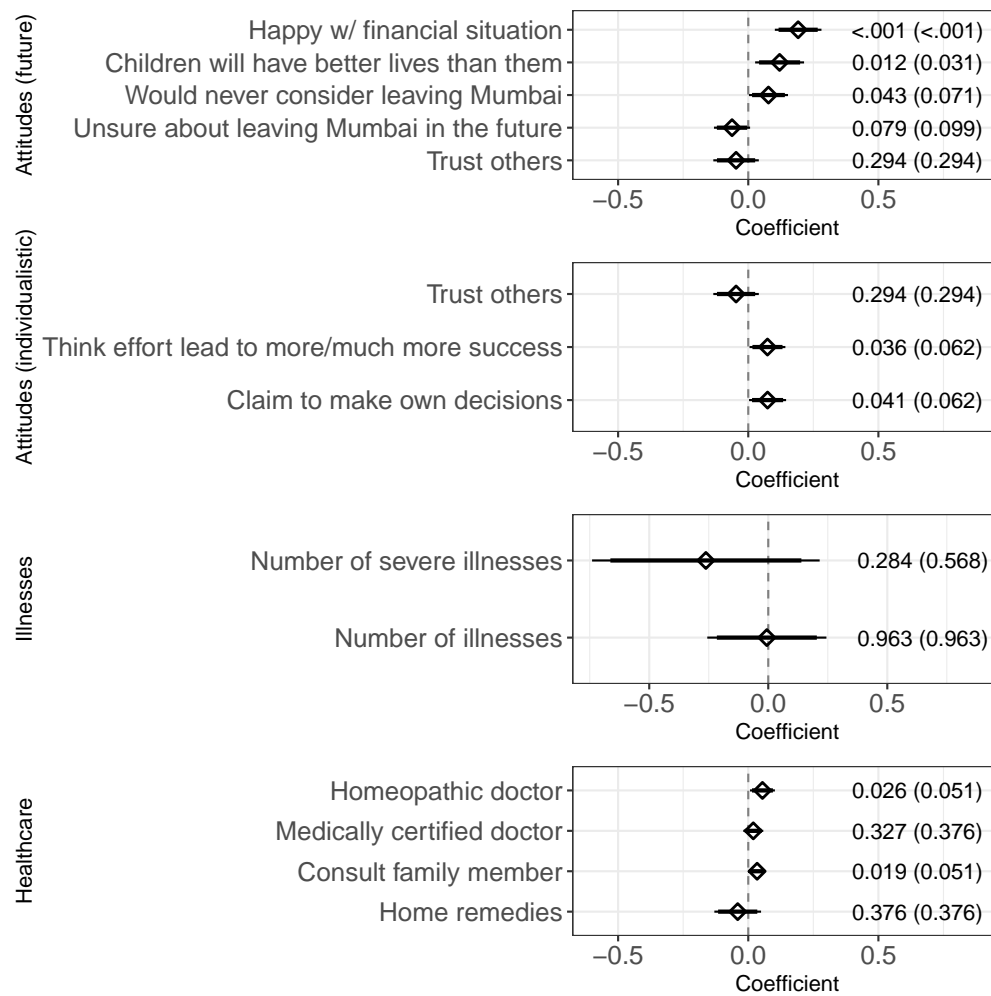 Attitudes (future)
Happy w/ financial situation <.001 (<.001)
Children will have better lives than them 0.012 (0.031)
Would never consider leaving Mumbai 0.043 (0.071)
Unsure about leaving Mumbai in the future 0.079 (0.099)
Trust others 0.294 (0.294)
−0.5 0.0 0.5
Coefficient
Attitudes (individualistic)
Trust others 0.294 (0.294)
Think effort lead to more/much more success 0.036 (0.062)
Claim to make own decisions 0.041 (0.062)
−0.5 0.0 0.5
Coefficient
Illnesses
Number of severe illnesses 0.284 (0.568)
Number of illnesses 0.963 (0.963)
−0.5 0.0 0.5
Coefficient
Healthcare
Homeopathic doctor 0.026 (0.051)
Medically certified doctor 0.327 (0.376)
Consult family member 0.019 (0.051)
Home remedies 0.376 (0.376)
−0.5 0.0 0.5
Coefficient